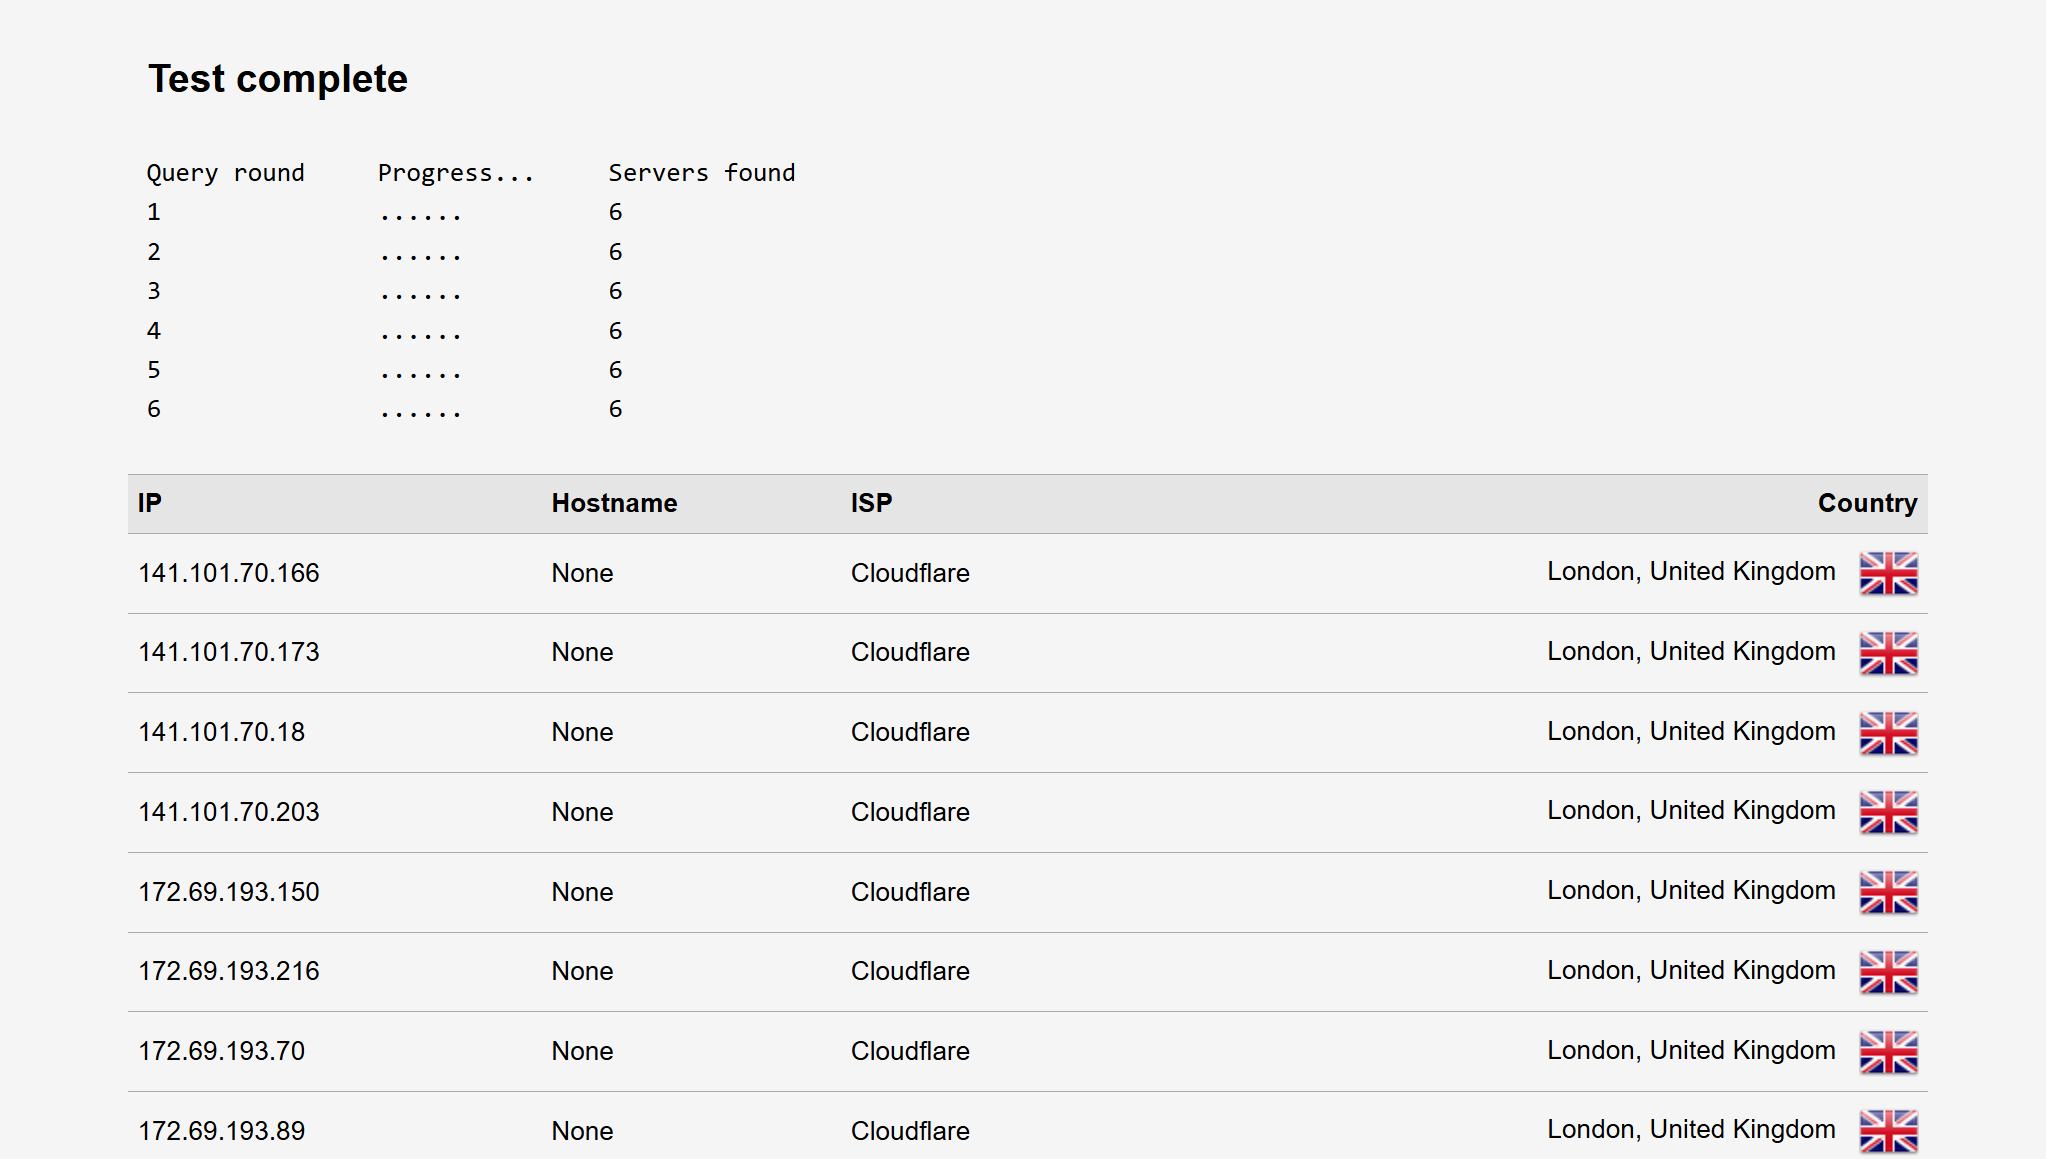 Test complete
Query round Progress... Servers found
1 ...... 6
2 ...... 6
3 ...... 6
4 ...... 6
5 ...... 6
6 ...... 6
IP Hostname ISP Country
141.101.70.166 None Cloudflare London, United Kingdom
141.101.70.173 None Cloudflare London, United Kingdom
141.101.70.18 None Cloudflare London, United Kingdom
141.101.70.203 None Cloudflare London, United Kingdom
172.69.193.150 None Cloudflare London, United Kingdom
172.69.193.216 None Cloudflare London, United Kingdom
172.69.193.70 None Cloudflare London, United Kingdom
172.69.193.89 None Cloudflare London, United Kingdom